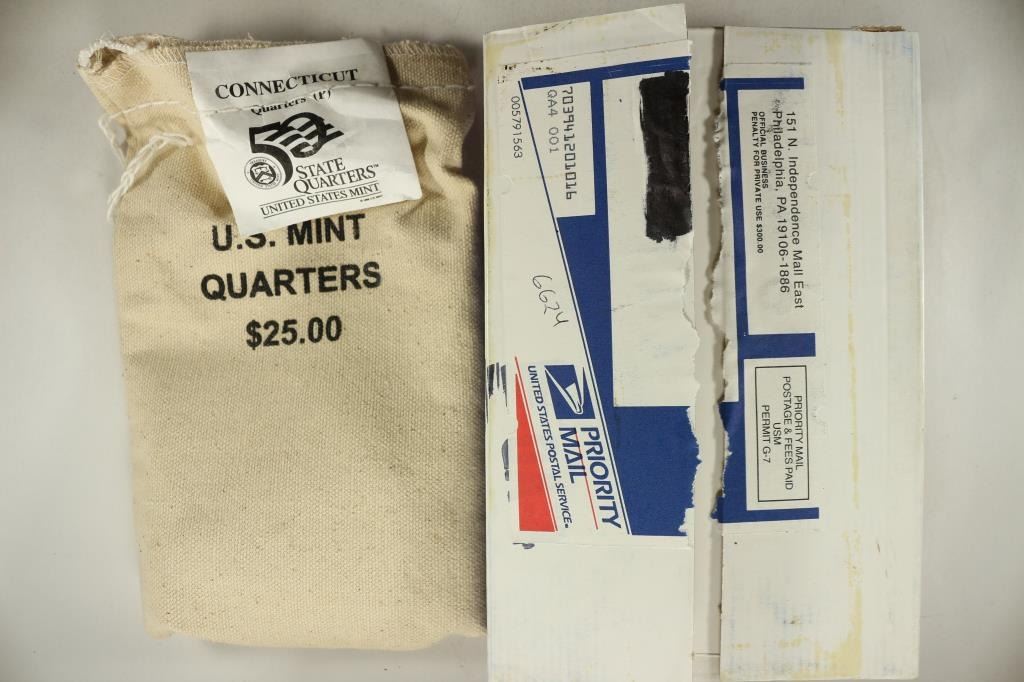 CONNECTICUT
Quarters (P)
50
STATE
QUARTERS™
UNITED STATES MINT
U.S. MINT
QUARTERS
$25.00
703941201016
QA4 001
005791563
6624
PRIORITY
MAIL
UNITED STATES POSTAL SERVICE
151 N. Independence Mall East
Philadelphia, PA 19106-1886
OFFICIAL BUSINESS
PENALTY FOR PRIVATE USE $300.00
PRIORITY MAIL
POSTAGE & FEES PAID
USM
PERMIT G-7